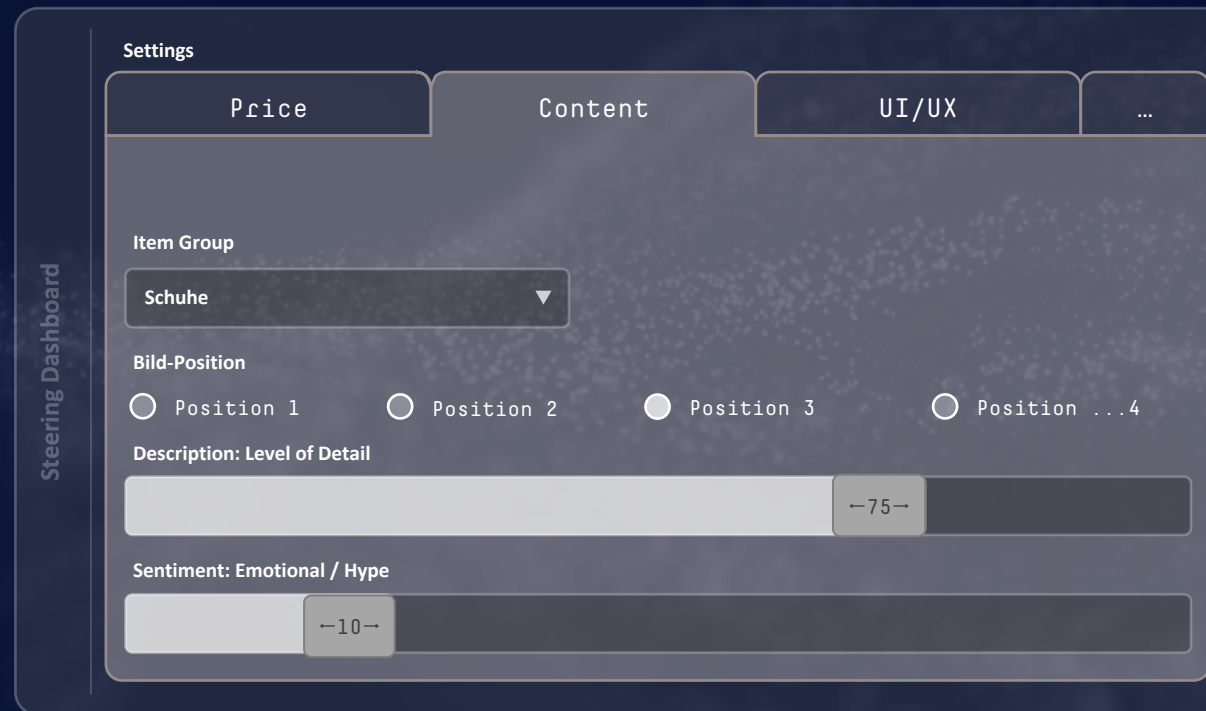 Settings
Price Content UI/UX ...
Item Group
Schuhe
Bild-Position
Position 1 Position 2 Position 3 Position ...4
Description: Level of Detail
←75→
Sentiment: Emotional / Hype
←10→
Steering Dashboard